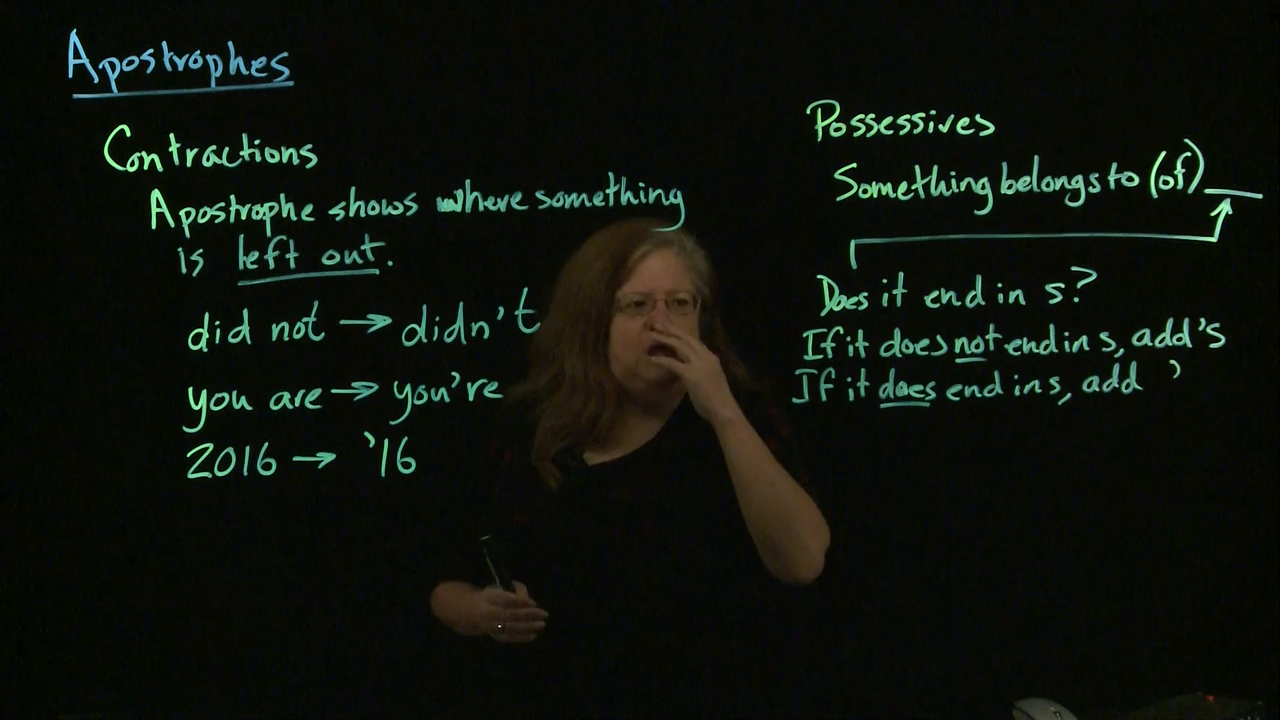 Apostrophes
Contractions
Apostrophe shows where something
is left out.
did not → didn't
you are → you're
2016 → '16
Possessives
Something belongs to (of) __
Does it end in s?
If it does not end in s, add 's
If it does end in s, add '